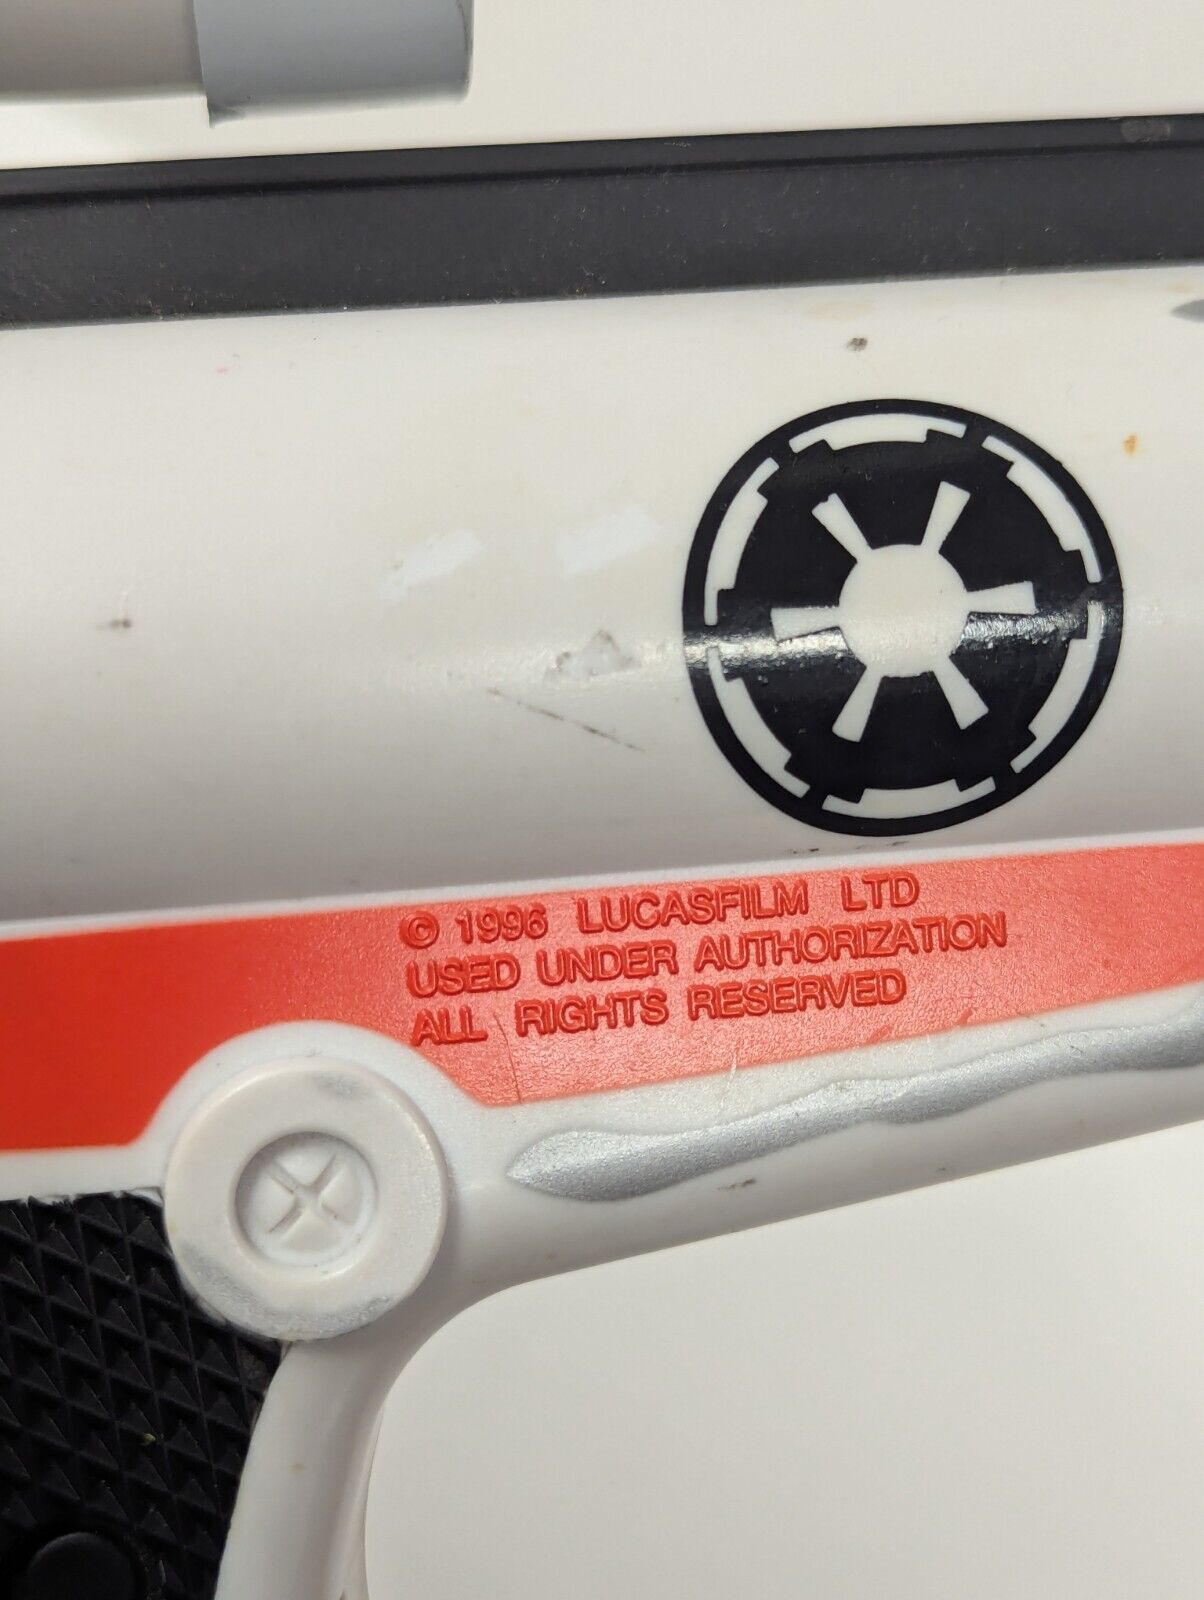 © 1996 LUCASFILM LTD
USED UNDER AUTHORIZATION
ALL RIGHTS RESERVED